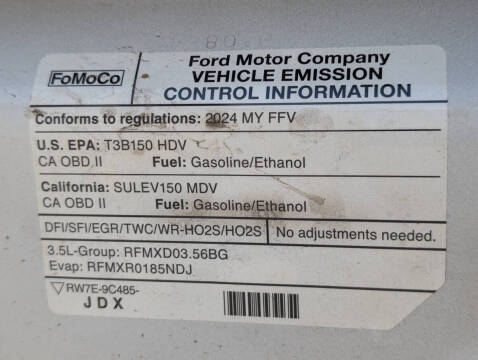 FoMoCo
Ford Motor Company
VEHICLE EMISSION
CONTROL INFORMATION
Conforms to regulations: 2024 MY FFV
U.S. EPA: T3B150 HDV
CA OBD II Fuel: Gasoline/Ethanol
California: SULEV150 MDV
CA OBD II Fuel: Gasoline/Ethanol
DFI/SFI/EGR/TWC/WR-HO2S/HO2S No adjustments needed.
3.5L-Group: RFMXD03.56BG
Evap: RFMXR0185NDJ
RW7E-9C485-
JDX